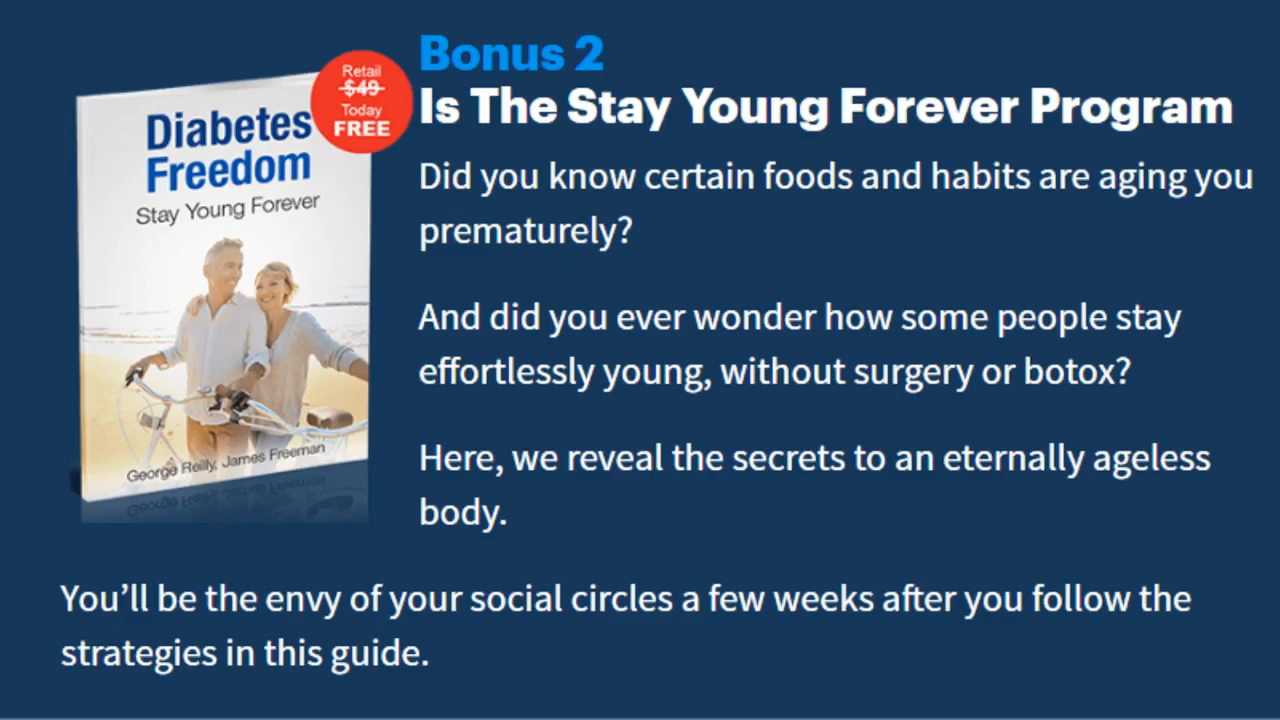 Bonus 2
Is The Stay Young Forever Program
Retail
$49
Today
FREE
Diabetes
Freedom
Stay Young Forever
George Reilly, James Freeman
Did you know certain foods and habits are aging you
prematurely?
And did you ever wonder how some people stay
effortlessly young, without surgery or botox?
Here, we reveal the secrets to an eternally ageless
body.
You’ll be the envy of your social circles a few weeks after you follow the
strategies in this guide.